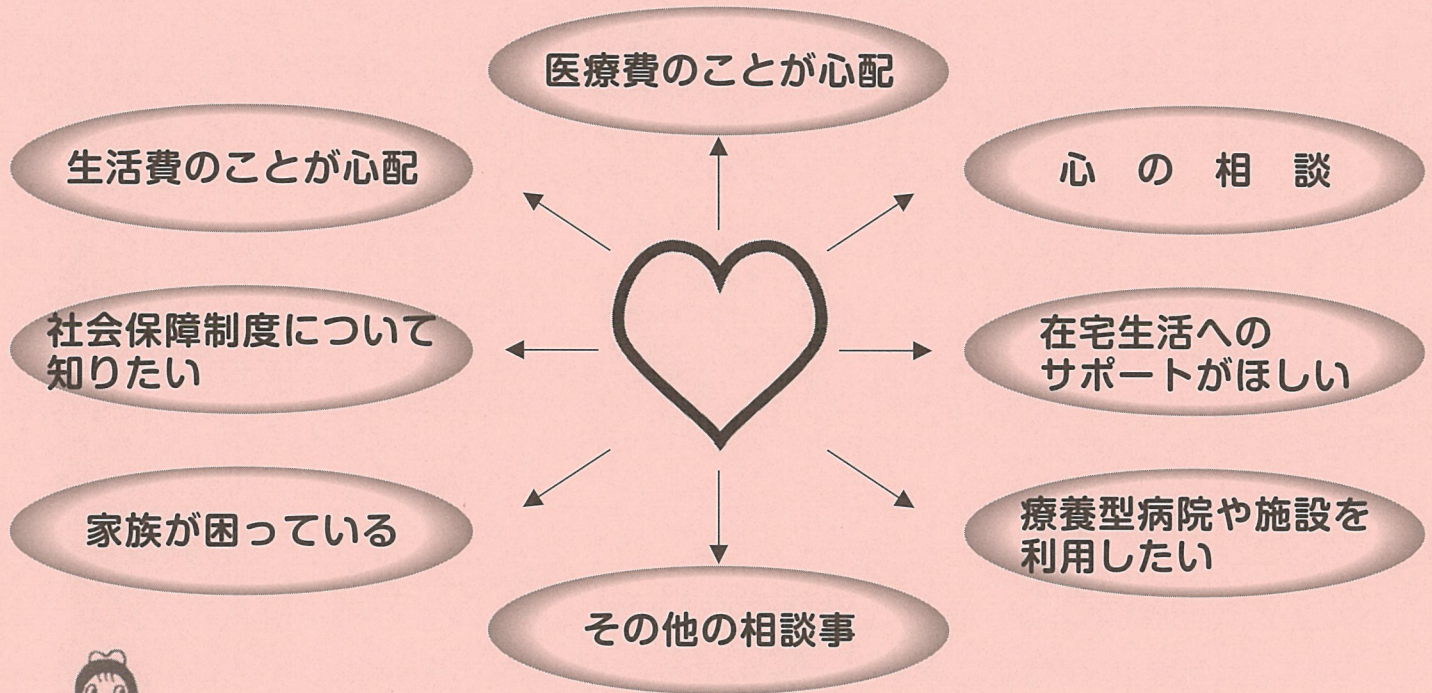 医療費のことが心配
生活費のことが心配
心の相談
社会保障制度について
知りたい
在宅生活への
サポートがほしい
家族が困っている
療養型病院や施設を
利用したい
その他の相談事